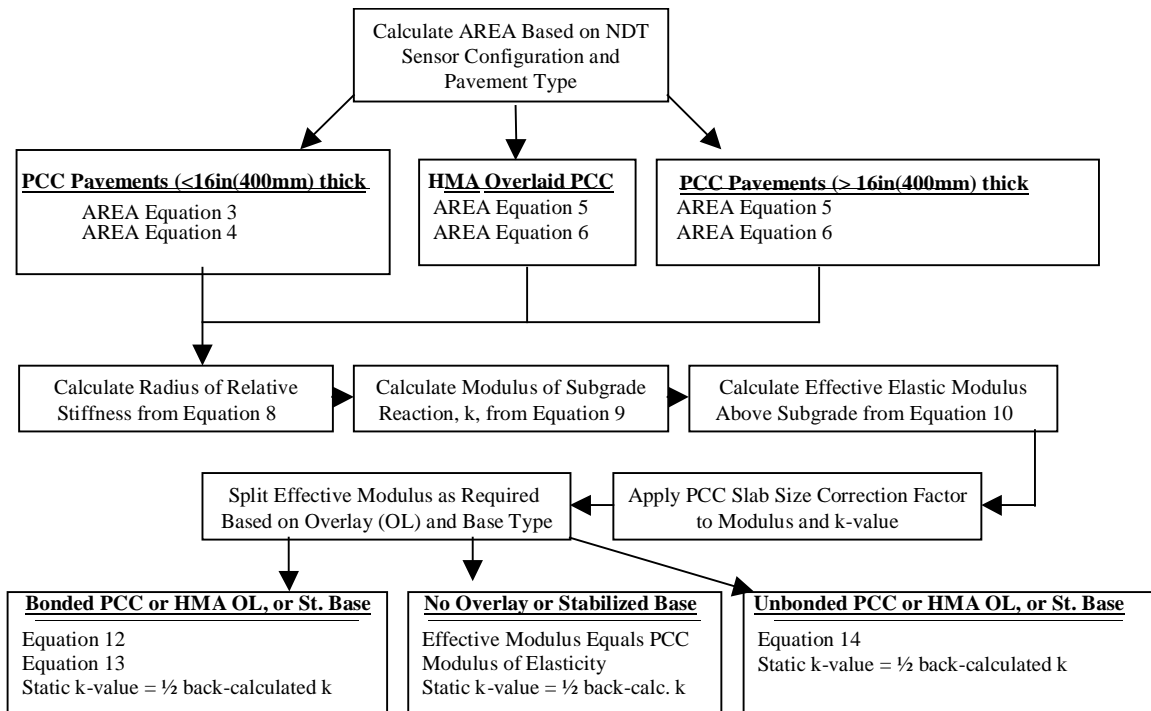 Calculate AREA Based on NDT
Sensor Configuration and
Pavement Type
PCC Pavements (<16in(400mm) thick
AREA Equation 3
AREA Equation 4
HMA Overlaid PCC
AREA Equation 5
AREA Equation 6
PCC Pavements (> 16in(400mm) thick
AREA Equation 5
AREA Equation 6
Calculate Radius of Relative
Stiffness from Equation 8
Calculate Modulus of Subgrade
Reaction, k, from Equation 9
Calculate Effective Elastic Modulus
Above Subgrade from Equation 10
Split Effective Modulus as Required
Based on Overlay (OL) and Base Type
Apply PCC Slab Size Correction Factor
to Modulus and k-value
Bonded PCC or HMA OL, or St. Base
Equation 12
Equation 13
Static k-value = ½ back-calculated k
No Overlay or Stabilized Base
Effective Modulus Equals PCC
Modulus of Elasticity
Static k-value = ½ back-calc. k
Unbonded PCC or HMA OL, or St. Base
Equation 14
Static k-value = ½ back-calculated k